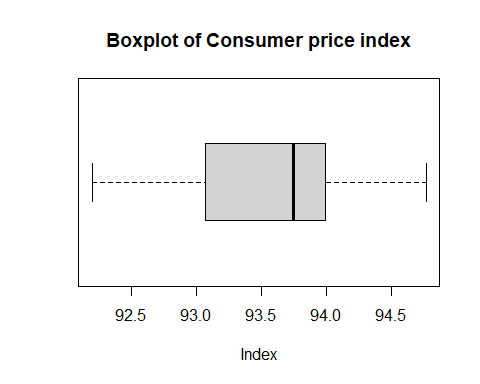 Boxplot of Consumer price index
92.5 93.0 93.5 94.0 94.5
Index